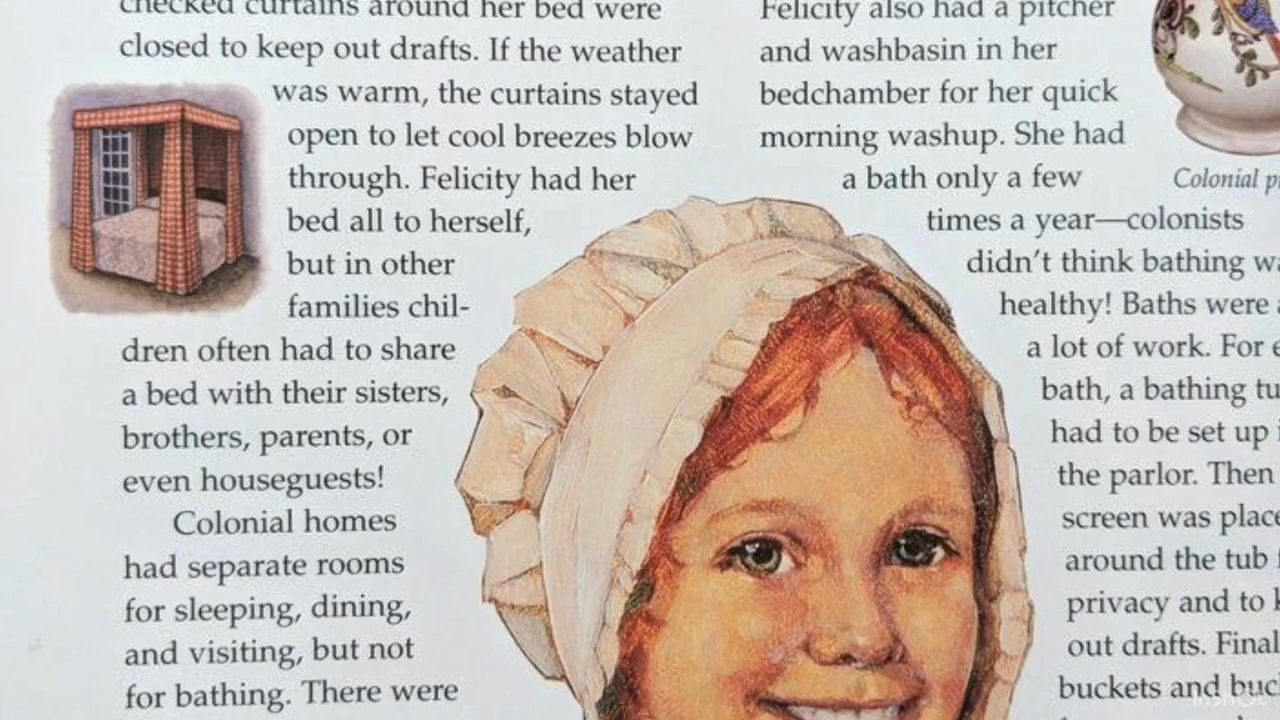 checked curtains around her bed were
closed to keep out drafts. If the weather
was warm, the curtains stayed
open to let cool breezes blow
through. Felicity had her
bed all to herself,
but in other
families chil-
dren often had to share
a bed with their sisters,
brothers, parents, or
even houseguests!
Colonial homes
had separate rooms
for sleeping, dining,
and visiting, but not
for bathing. There were
Felicity also had a pitcher
and washbasin in her
bedchamber for her quick
morning washup. She had
a bath only a few
times a year—colonists
didn't think bathing
healthy! Baths were
a lot of work. For
bath, a bathing
had to be set up
the parlor. Then
screen was
around the tub
privacy and to
out drafts.
buckets and
Colonial
InShOt